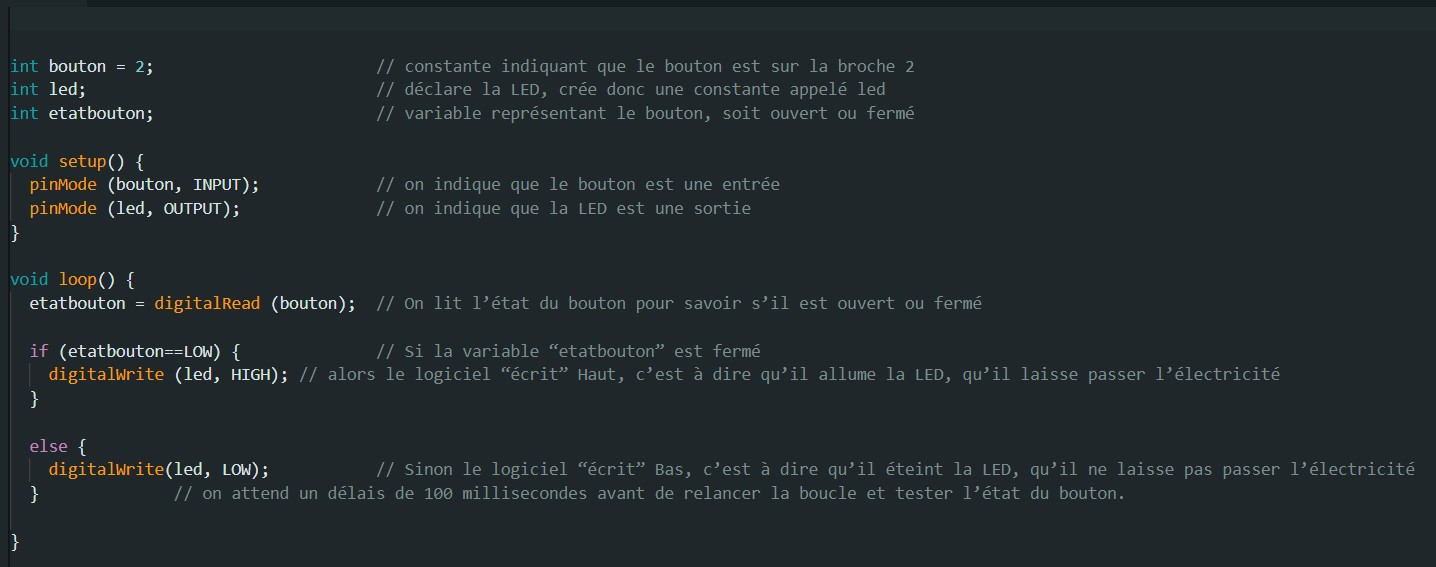 int bouton = 2;                       // constante indiquant que le bouton est sur la broche 2
int led;                              // déclare la LED, crée donc une constante appelé led
int etatbouton;                       // variable représentant le bouton, soit ouvert ou fermé
void setup() {
  pinMode (bouton, INPUT);            // on indique que le bouton est une entrée
  pinMode (led, OUTPUT);              // on indique que la LED est une sortie
}
void loop() {
  etatbouton = digitalRead (bouton);  // On lit l’état du bouton pour savoir s’il est ouvert ou fermé
  if (etatbouton==LOW) {              // Si la variable “etatbouton” est fermé
    digitalWrite (led, HIGH); // alors le logiciel “écrit” Haut, c’est à dire qu’il allume la LED, qu’il laisse passer l’électricité
  }
  else {
    digitalWrite(led, LOW);           // Sinon le logiciel “écrit” Bas, c’est à dire qu’il éteint la LED, qu’il ne laisse pas passer l’électricité
  }              // on attend un délais de 100 millisecondes avant de relancer la boucle et tester l’état du bouton.
}